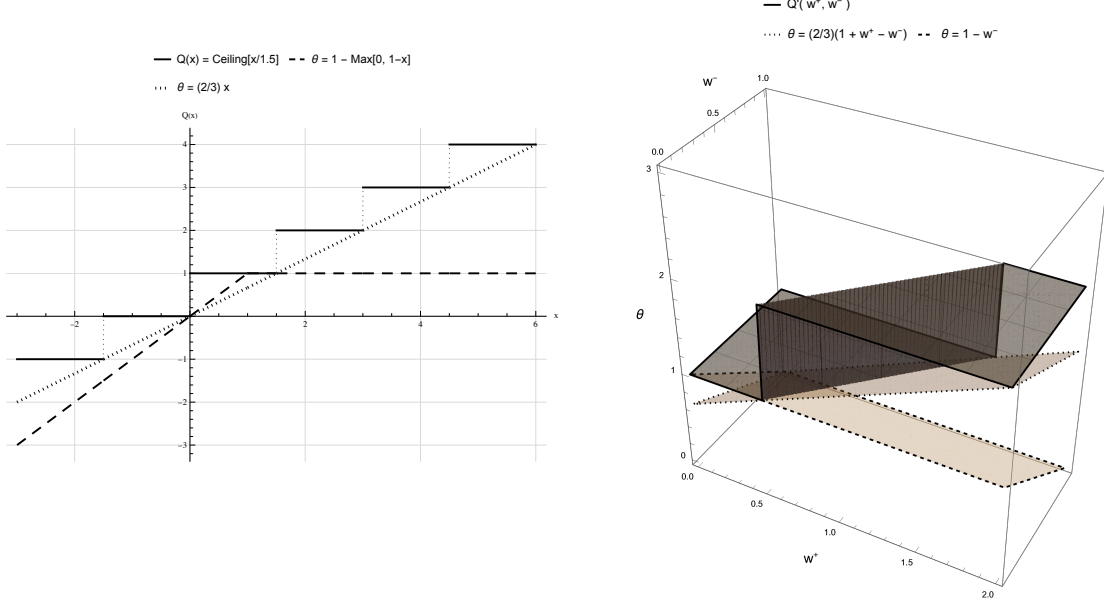 Q(x) = Ceiling[x/1.5] θ = 1 − Max[0, 1−x]
θ = (2/3) x
Q(x)
4
3
2
1
−1
−2
−3
−2
2
4
6
x
Q'( w⁺, w⁻ )
θ = (2/3)(1 + w⁺ − w⁻) θ = 1 − w⁻
w⁻
1.0
0.5
0.0
3
2
θ
1
0
0.0
0.5
1.0
w⁺
1.5
2.0